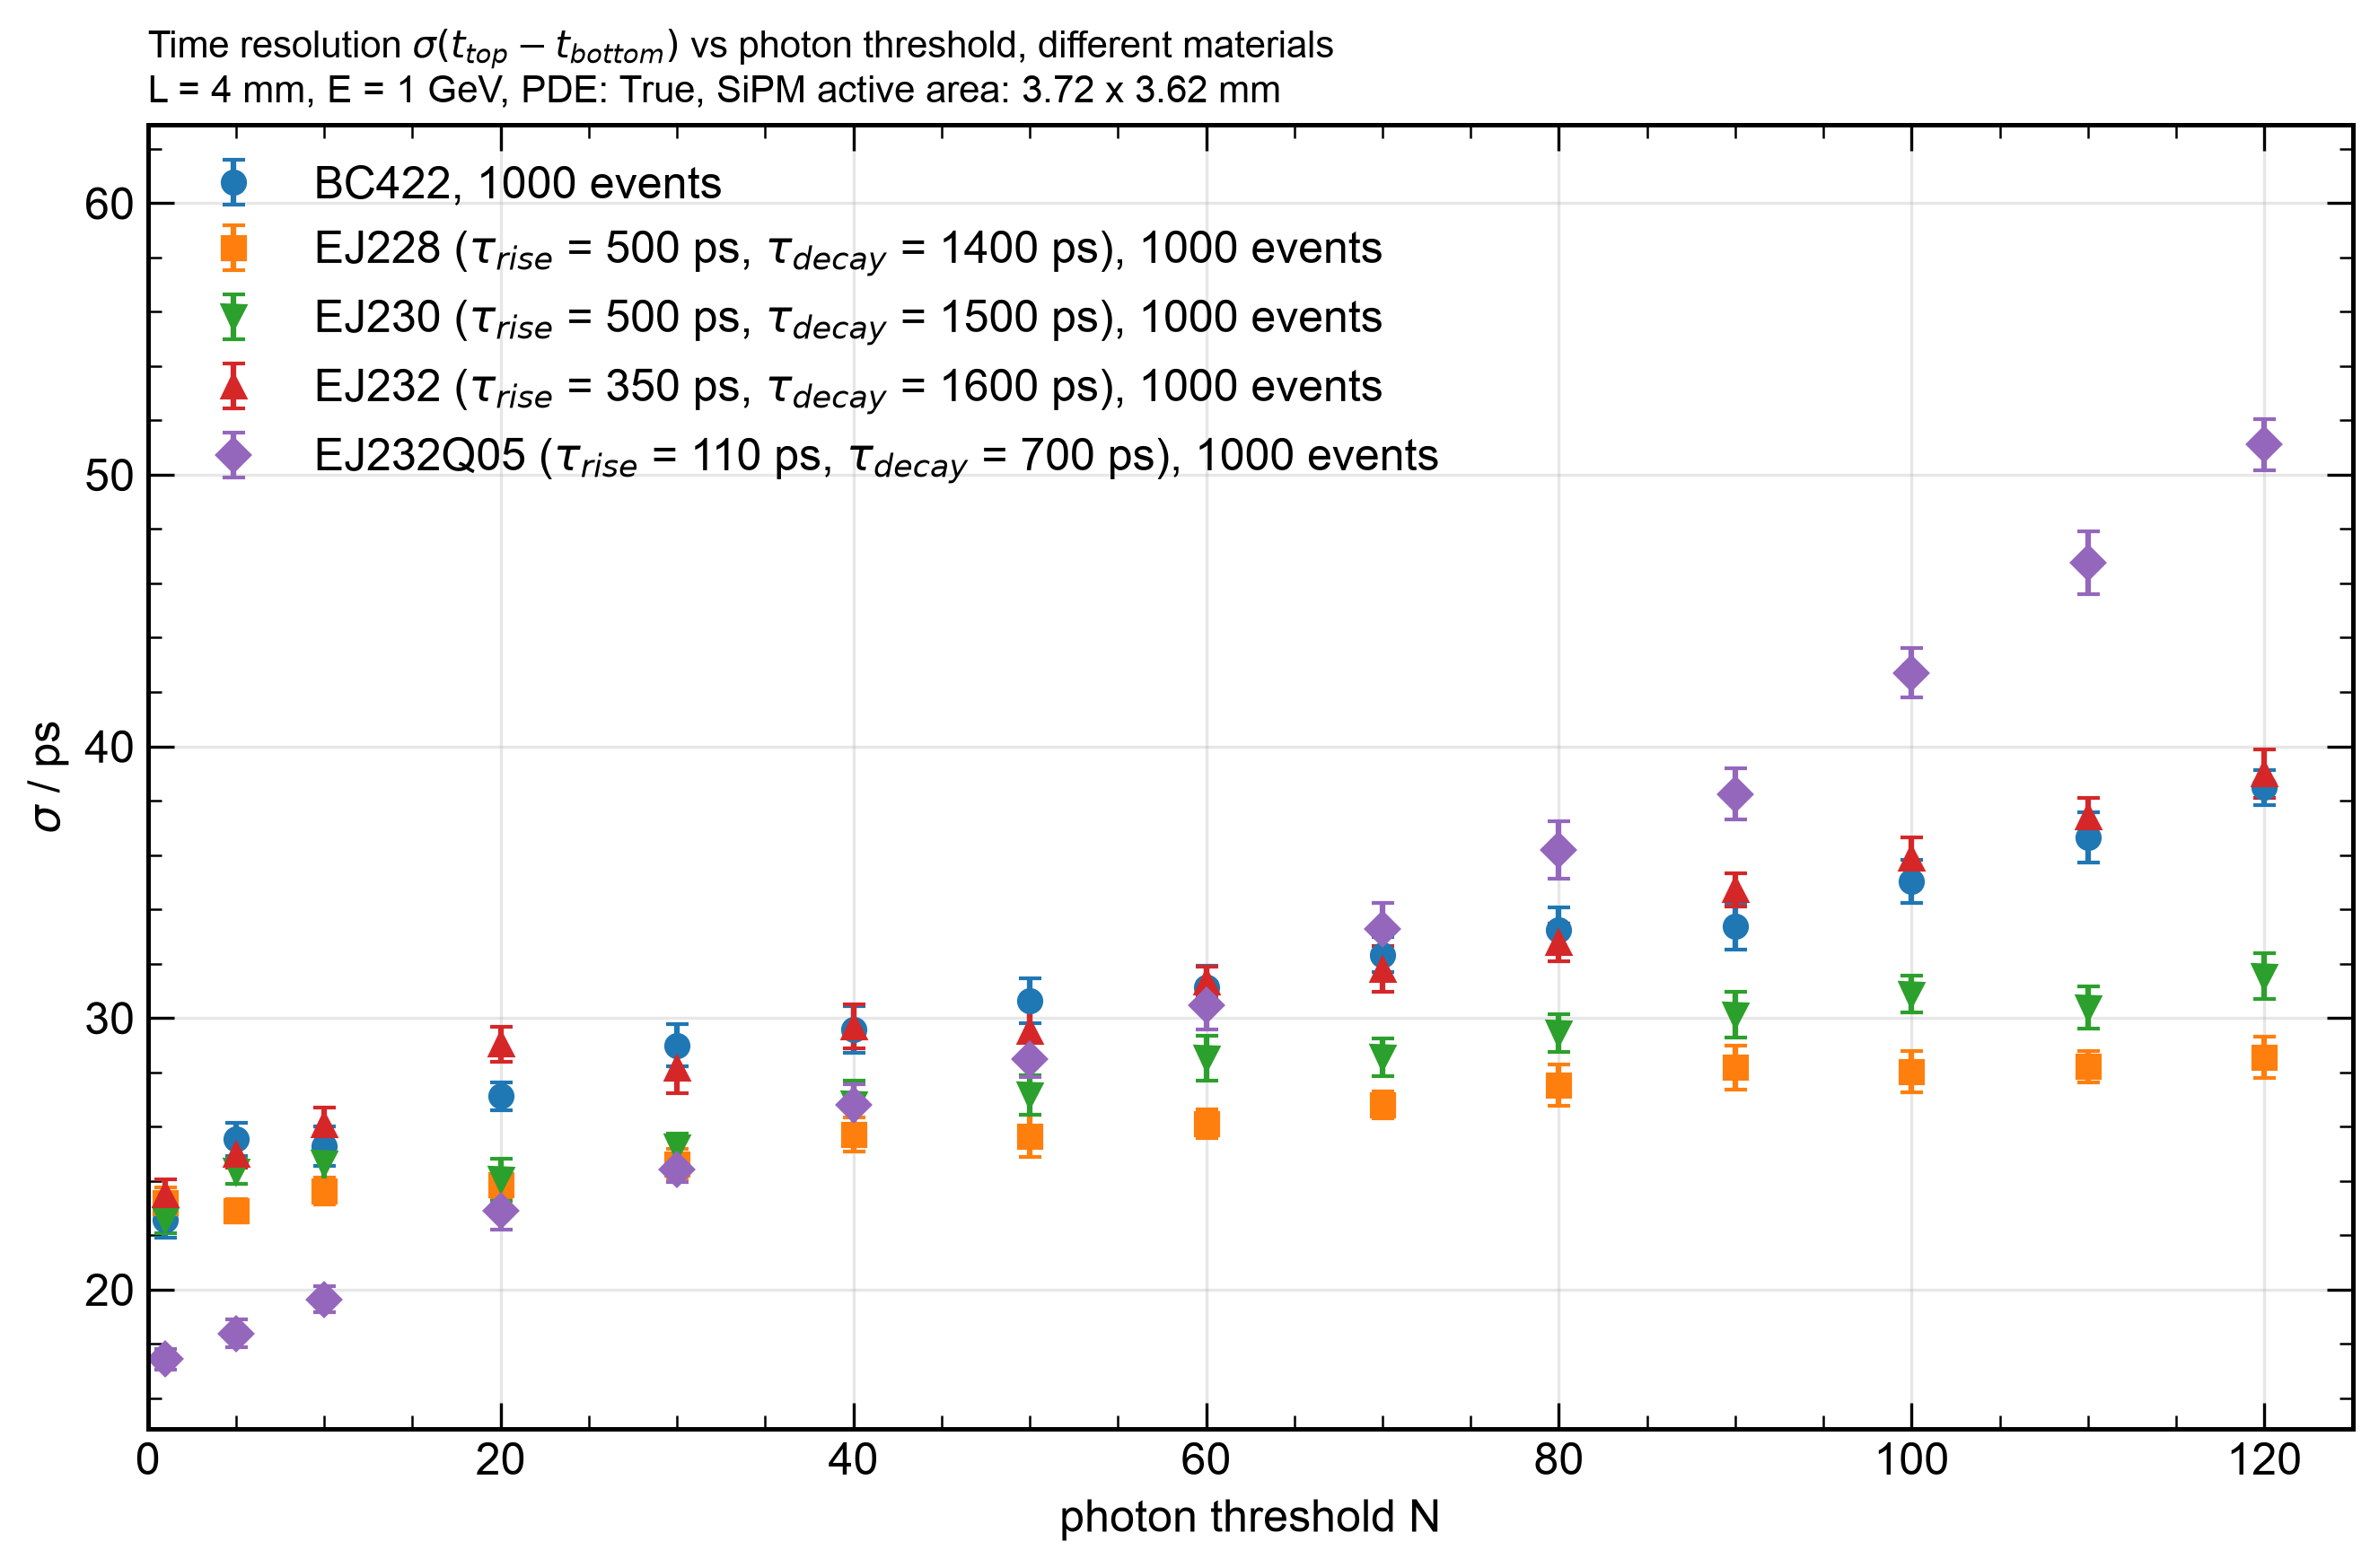 Time resolution σ(t_top − t_bottom) vs photon threshold, different materials
L = 4 mm, E = 1 GeV, PDE: True, SiPM active area: 3.72 x 3.62 mm
BC422, 1000 events
EJ228 (τ_rise = 500 ps, τ_decay = 1400 ps), 1000 events
EJ230 (τ_rise = 500 ps, τ_decay = 1500 ps), 1000 events
EJ232 (τ_rise = 350 ps, τ_decay = 1600 ps), 1000 events
EJ232Q05 (τ_rise = 110 ps, τ_decay = 700 ps), 1000 events
60
50
40
30
20
σ / ps
0 20 40 60 80 100 120
photon threshold N